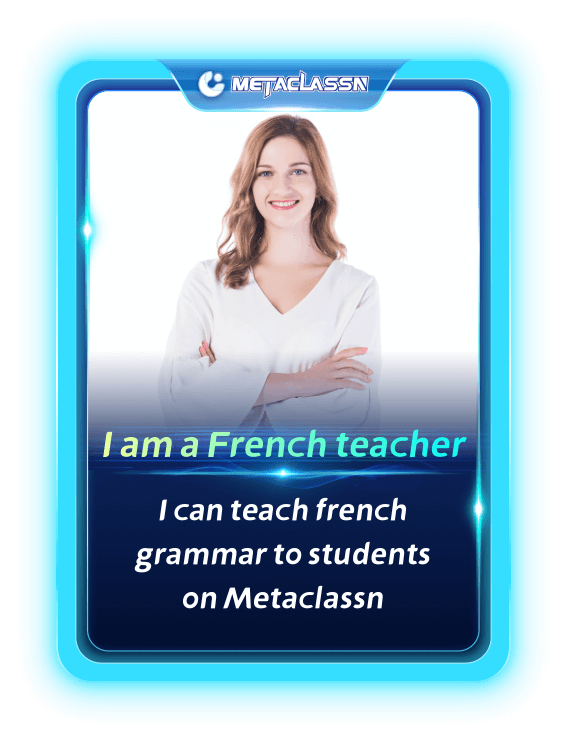 METACLASSN
I am a French teacher
I can teach french
grammar to students
on Metaclassn